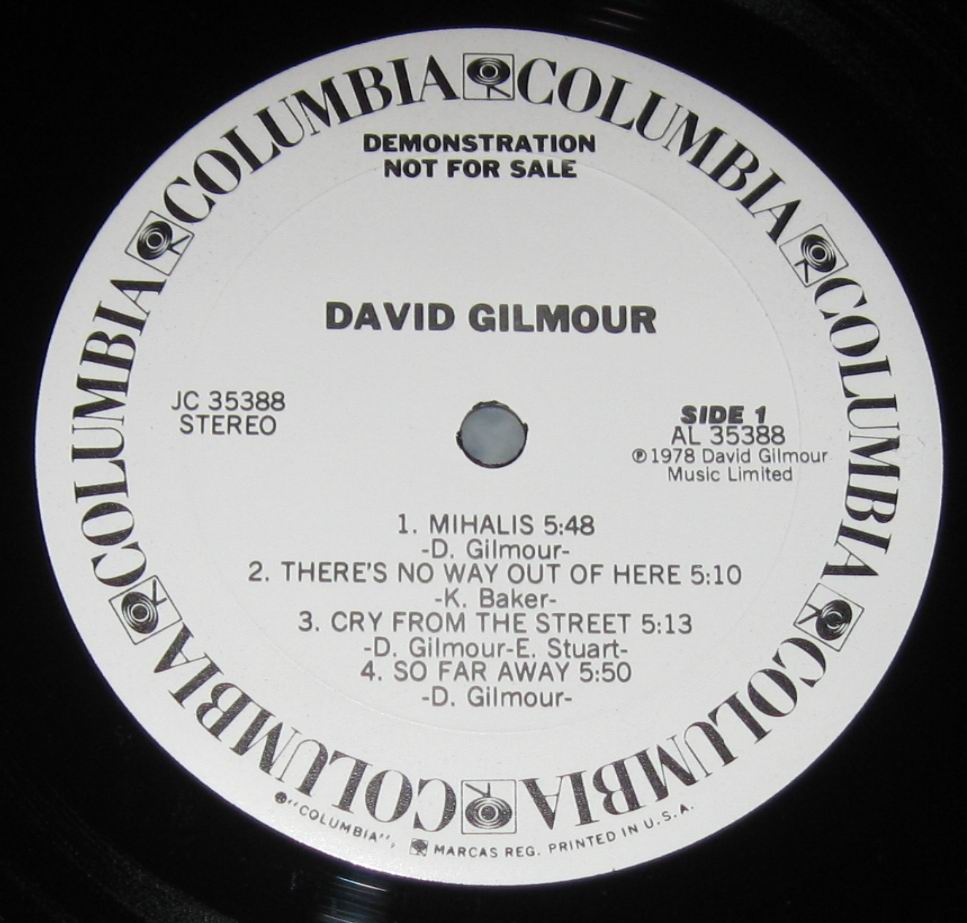 COLUMBIA COLUMBIA COLUMBIA COLUMBIA COLUMBIA COLUMBIA
DEMONSTRATION
NOT FOR SALE
DAVID GILMOUR
JC 35388
STEREO
SIDE 1
AL 35388
℗1978 David Gilmour
Music Limited
1. MIHALIS 5:48
-D. Gilmour-
2. THERE'S NO WAY OUT OF HERE 5:10
-K. Baker-
3. CRY FROM THE STREET 5:13
-D. Gilmour-E. Stuart-
4. SO FAR AWAY 5:50
-D. Gilmour-
"COLUMBIA", MARCAS REG. PRINTED IN U.S.A.